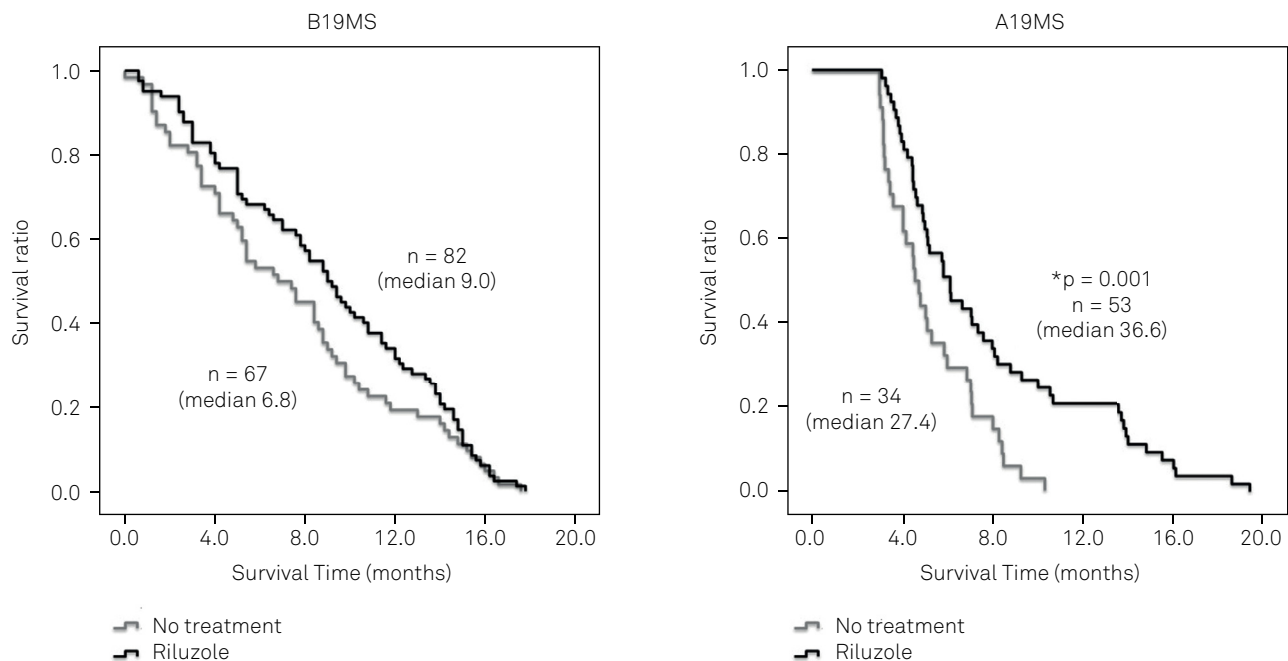 B19MS
Survival ratio
1.0
0.8
0.6
0.4
0.2
0.0
n = 82
(median 9.0)
n = 67
(median 6.8)
0.0 4.0 8.0 12.0 16.0 20.0
Survival Time (months)
No treatment
Riluzole
A19MS
Survival ratio
1.0
0.8
0.6
0.4
0.2
0.0
*p = 0.001
n = 53
(median 36.6)
n = 34
(median 27.4)
0.0 4.0 8.0 12.0 16.0 20.0
Survival Time (months)
No treatment
Riluzole